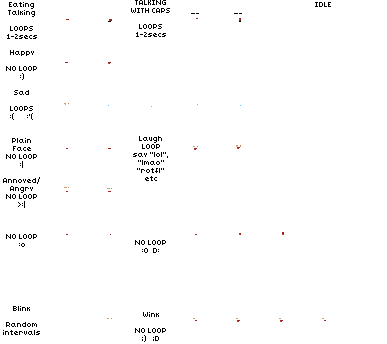 Eating
Talking
LOOPS
1-2secs
TALKING
WITH CAPS
LOOPS
1-2secs
IDLE
Happy
NO LOOP
:)
Sad
LOOPS
:( :'(
Plain
Face
NO LOOP
:|
Laugh
LOOP
say "lol",
"lmao"
"rotfl"
etc
Annoyed/
Angry
NO LOOP
>:|
NO LOOP
:o
NO LOOP
:O D:
Blink
Random
intervals
Wink
NO LOOP
;) ;D